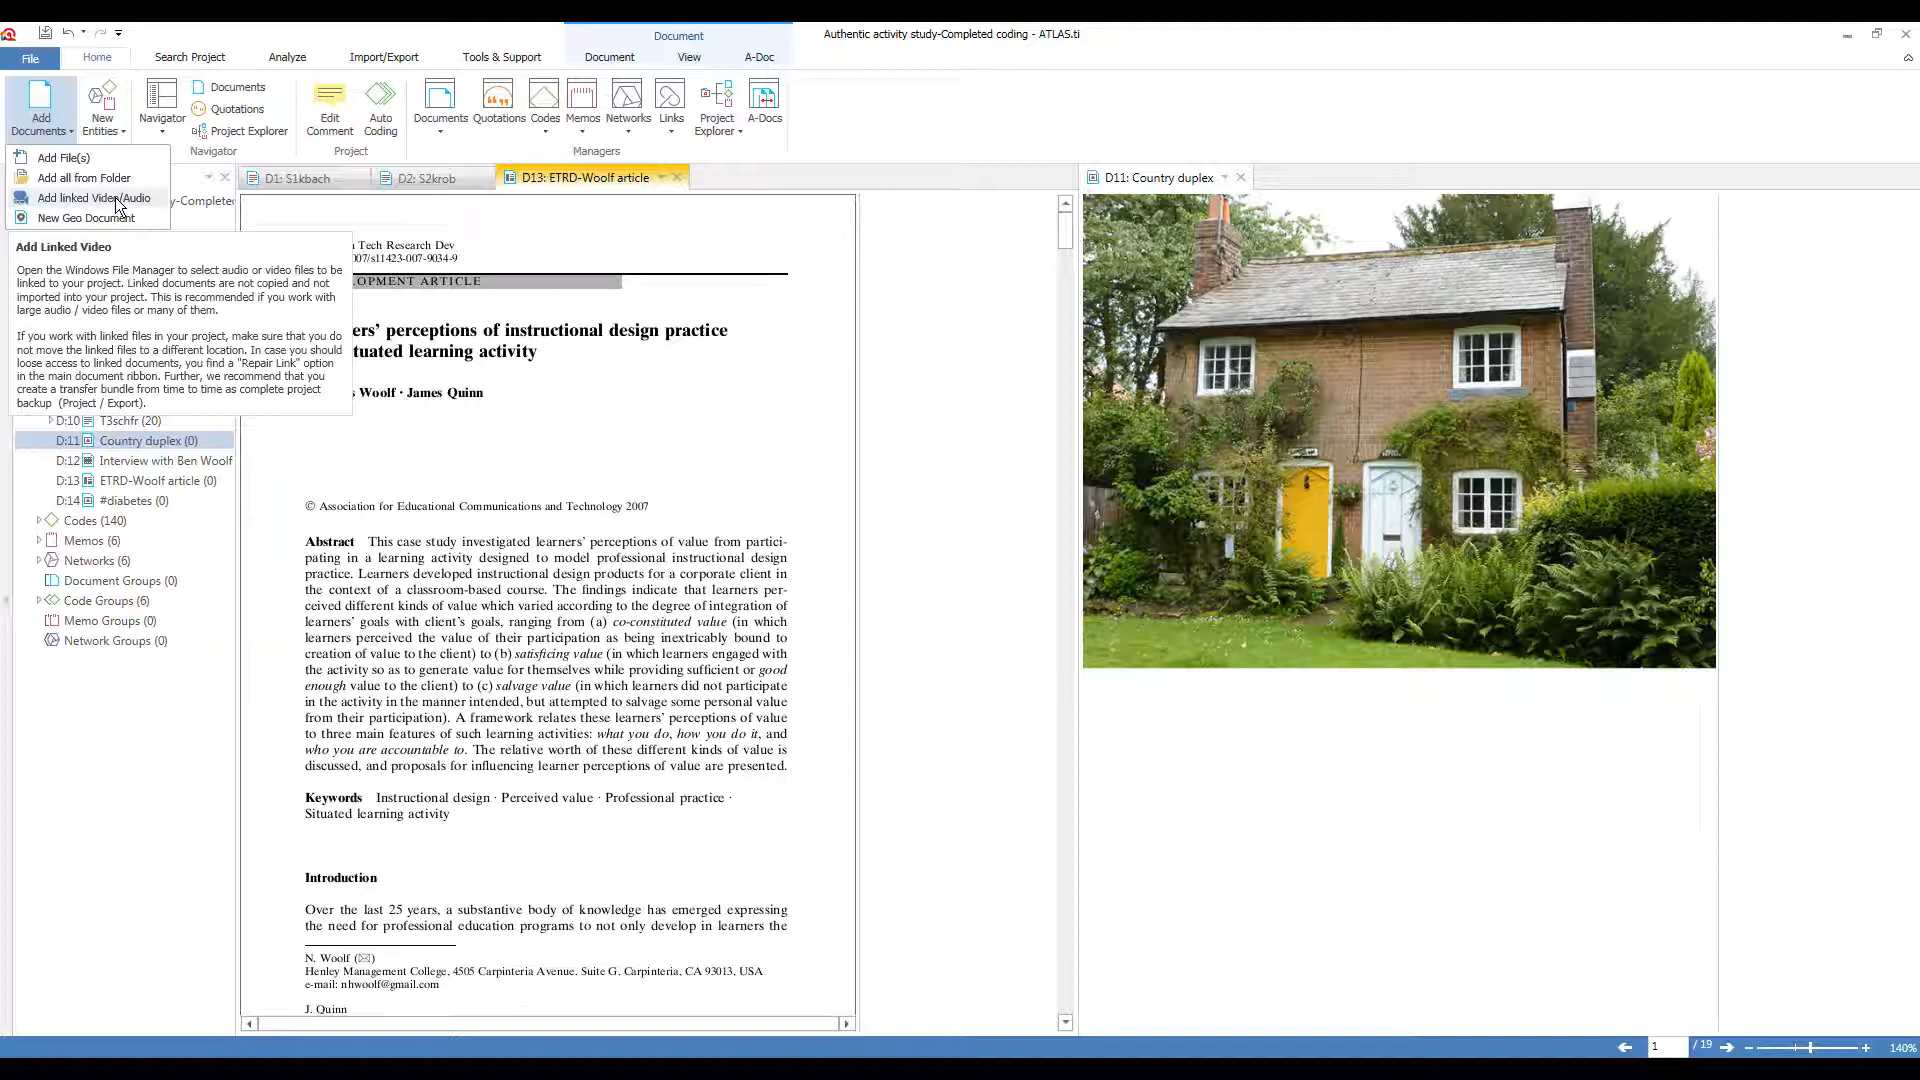 Document
Authentic activity study-Completed coding - ATLAS.ti
File
Home
Search Project
Analyze
Import/Export
Tools & Support
Document
View
A-Doc
Add Documents
New Entities
Navigator
Documents
Quotations
Project Explorer
Navigator
Edit Comment
Auto Coding
Project
Documents
Quotations
Codes
Memos
Networks
Links
Project Explorer
A-Docs
Managers
Add File(s)
Add all from Folder
Add linked Video/Audio
New Geo Document
y-Complete
Add Linked Video
Open the Windows File Manager to select audio or video files to be
linked to your project. Linked documents are not copied and not
imported into your project. This is recommended if you work with
large audio / video files or many of them.
If you work with linked files in your project, make sure that you do
not move the linked files to a different location. In case you should
loose access to linked documents, you find a "Repair Link" option
in the main document ribbon. Further, we recommend that you
create a transfer bundle from time to time as complete project
backup (Project / Export).
D:10 T3schfr (20)
D:11 Country duplex (0)
D:12 Interview with Ben Woolf
D:13 ETRD-Woolf article (0)
D:14 #diabetes (0)
Codes (140)
Memos (6)
Networks (6)
Document Groups (0)
Code Groups (6)
Memo Groups (0)
Network Groups (0)
D1: S1kbach
D2: S2krob
D13: ETRD-Woolf article
D11: Country duplex
Tech Research Dev
007/s11423-007-9034-9
OPMENT ARTICLE
ers' perceptions of instructional design practice
tuated learning activity
Woolf · James Quinn
© Association for Educational Communications and Technology 2007
Abstract This case study investigated learners' perceptions of value from partici-
pating in a learning activity designed to model professional instructional design
practice. Learners developed instructional design products for a corporate client in
the context of a classroom-based course. The findings indicate that learners per-
ceived different kinds of value which varied according to the degree of integration of
learners' goals with client's goals, ranging from (a) co-constituted value (in which
learners perceived the value of their participation as being inextricably bound to
creation of value to the client) to (b) satisficing value (in which learners engaged with
the activity so as to generate value for themselves while providing sufficient or good
enough value to the client) to (c) salvage value (in which learners did not participate
in the activity in the manner intended, but attempted to salvage some personal value
from their participation). A framework relates these learners' perceptions of value
to three main features of such learning activities: what you do, how you do it, and
who you are accountable to. The relative worth of these different kinds of value is
discussed, and proposals for influencing learner perceptions of value are presented.
Keywords Instructional design · Perceived value · Professional practice ·
Situated learning activity
Introduction
Over the last 25 years, a substantive body of knowledge has emerged expressing
the need for professional education programs to not only develop in learners the
N. Woolf (✉)
Henley Management College, 4505 Carpinteria Avenue, Suite G, Carpinteria, CA 93013, USA
e-mail: nhwoolf@gmail.com
J. Quinn
1 / 19
140%